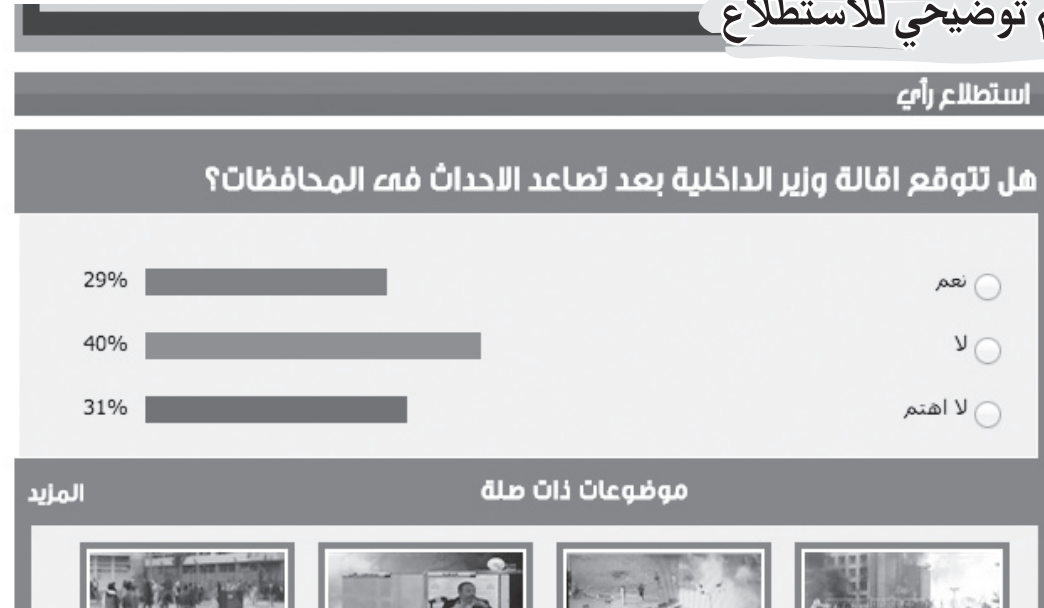 توضيحي للاستطلاع
استطلاع رأي
هل تتوقع اقالة وزير الداخلية بعد تصاعد الاحداث فى المحافظات؟
نعم 29%
لا 40%
لا اهتم 31%
موضوعات ذات صلة
المزيد